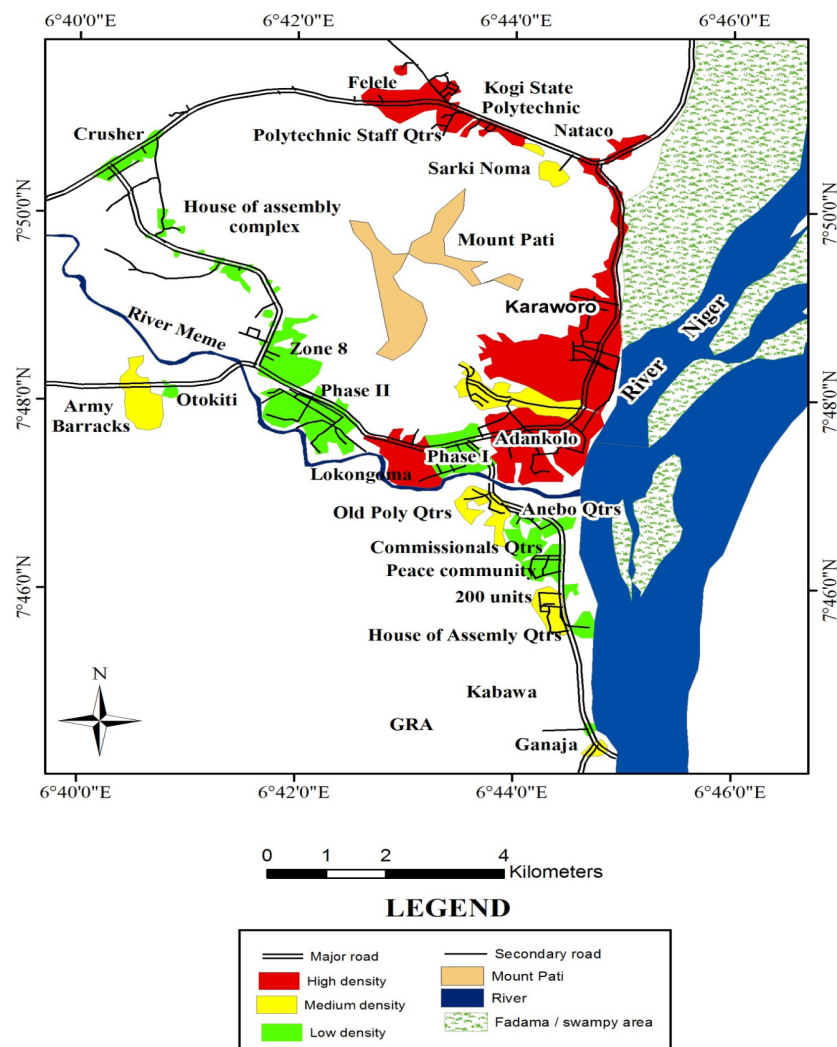 6°40'0"E
6°42'0"E
6°44'0"E
6°46'0"E
Felele
Kogi State
Polytechnic
Crusher
Polytechnic Staff Qtrs
Nataco
Sarki Noma
7°50'0"N
7°50'0"N
House of assembly
complex
Mount Pati
Karaworo
River Niger
River Meme
Zone 8
Phase II
7°48'0"N
7°48'0"N
Army
Barracks
Otokiti
Adankolo
Phase I
Lokongoma
Old Poly Qtrs
Anebo Qtrs
Commissionals Qtrs
Peace community
7°46'0"N
7°46'0"N
200 units
House of Assemly Qtrs
N
Kabawa
GRA
Ganaja
6°40'0"E
6°42'0"E
6°44'0"E
6°46'0"E
0 1 2 4
Kilometers
LEGEND
Major road
Secondary road
High density
Mount Pati
Medium density
River
Low density
Fadama / swampy area